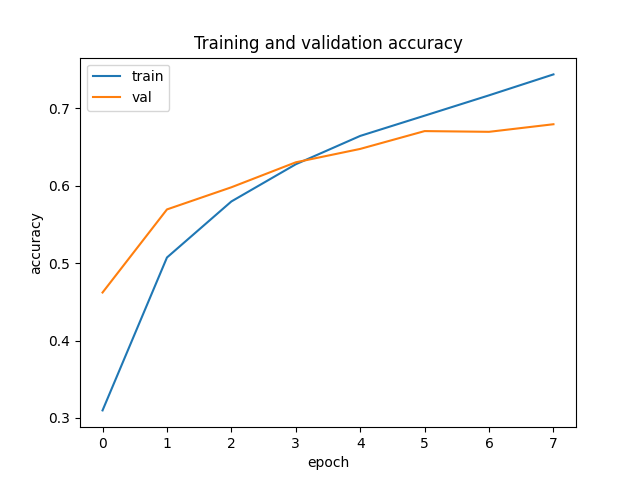 Training and validation accuracy
train
val
0.7
0.6
0.5
0.4
0.3
accuracy
0 1 2 3 4 5 6 7
epoch